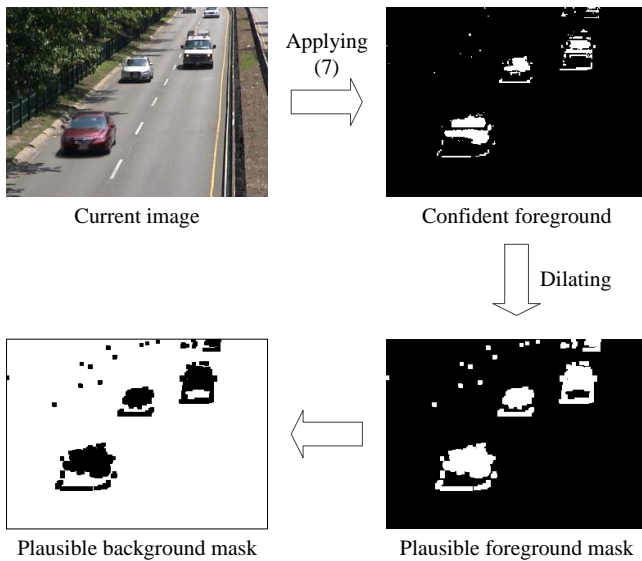 Applying
(7)
Current image
Confident foreground
Dilating
Plausible background mask
Plausible foreground mask